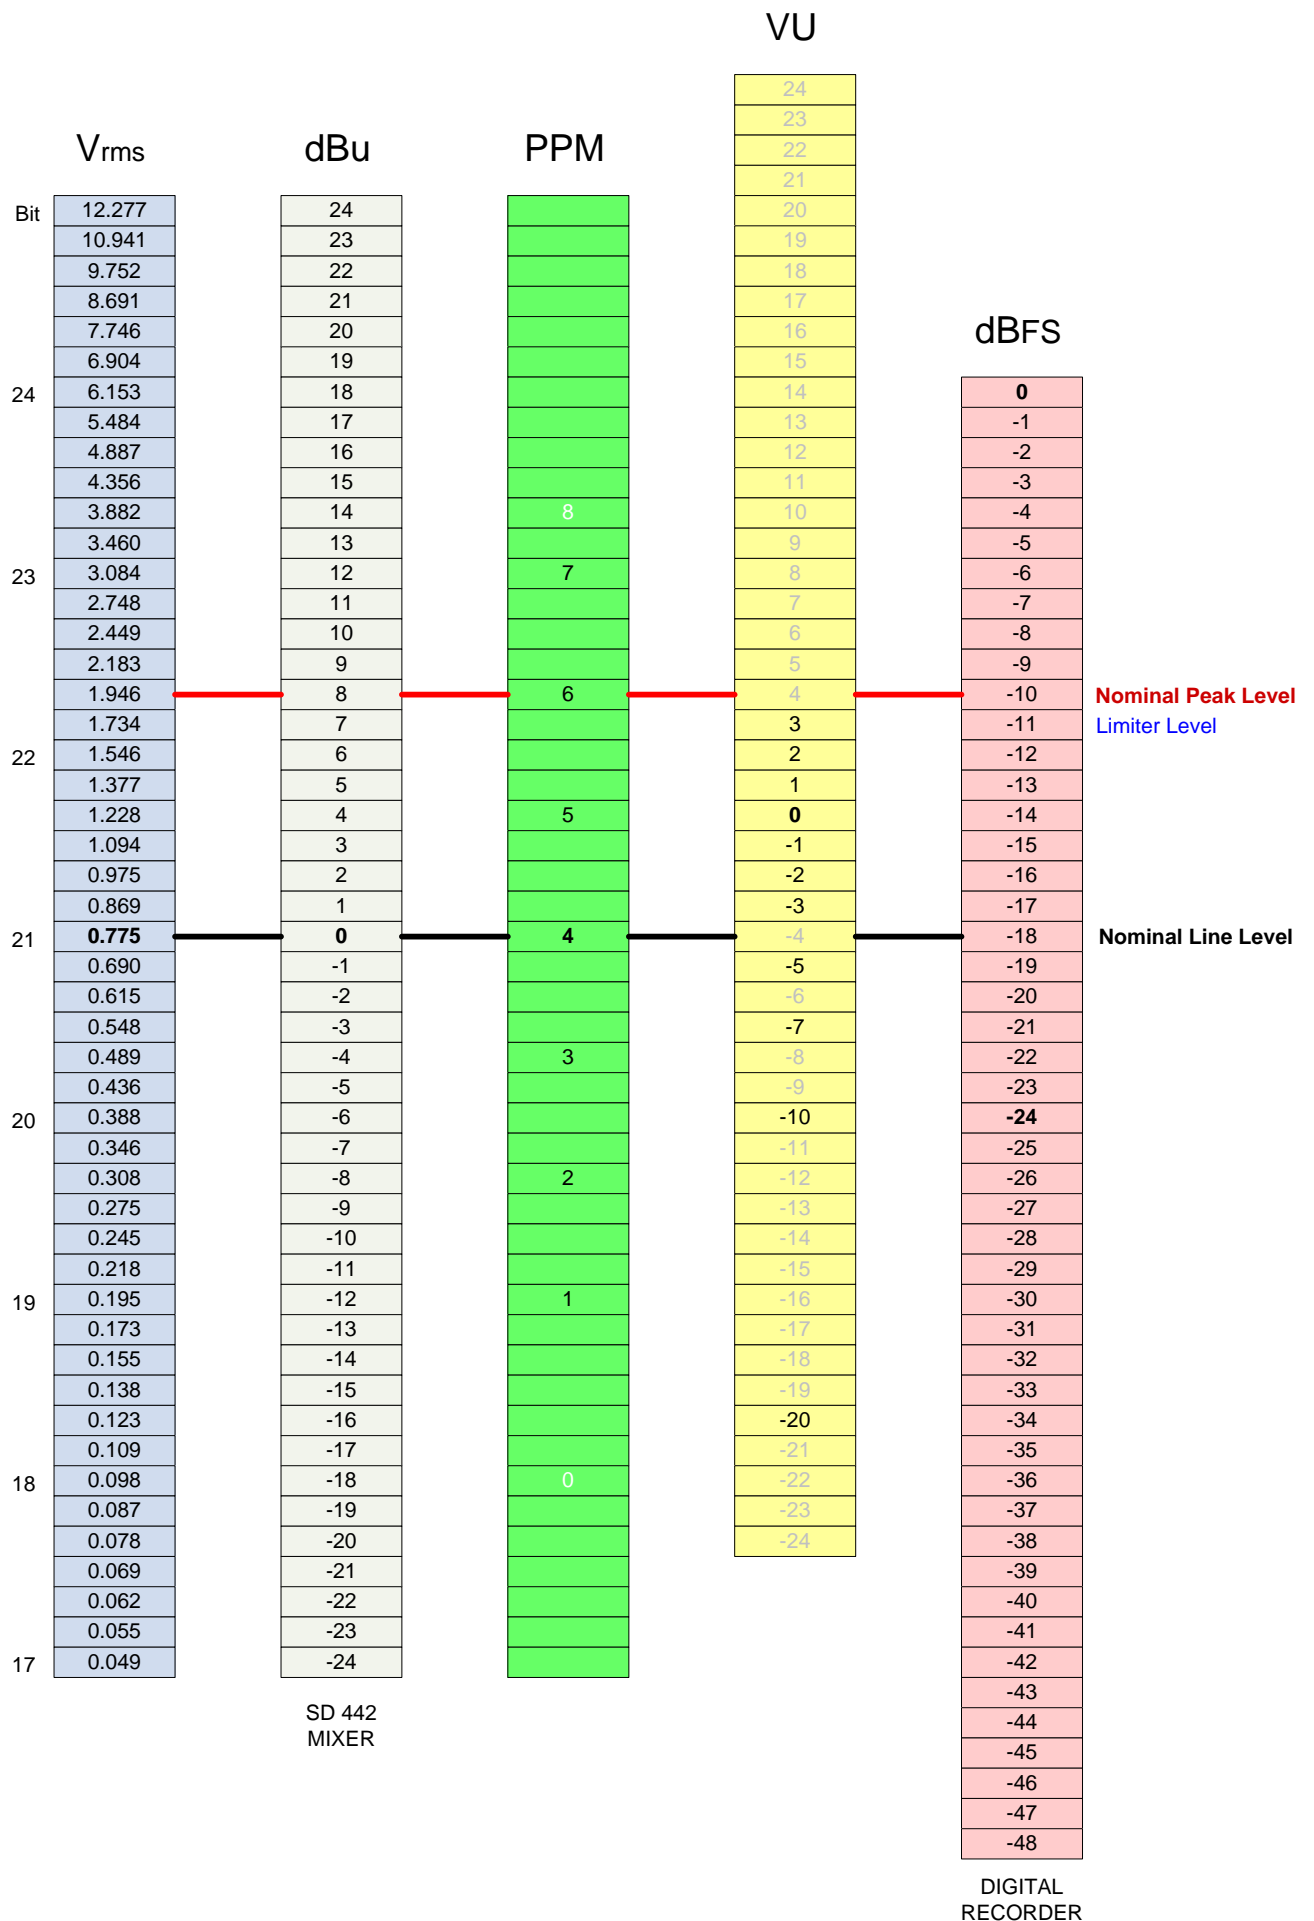 VU
24
23
Vrms dBu PPM 22
21
Bit 12.277 24 20
10.941 23 19
9.752 22 18
8.691 21 17
7.746 20 16 dBFS
6.904 19 15
24 6.153 18 14 0
5.484 17 13 -1
4.887 16 12 -2
4.356 15 11 -3
3.882 14 8 10 -4
3.460 13 9 -5
23 3.084 12 7 8 -6
2.748 11 7 -7
2.449 10 6 -8
2.183 9 5 -9
1.946 8 6 4 -10 Nominal Peak Level
1.734 7 3 -11 Limiter Level
22 1.546 6 2 -12
1.377 5 1 -13
1.228 4 5 0 -14
1.094 3 -1 -15
0.975 2 -2 -16
0.869 1 -3 -17
21 0.775 0 4 -4 -18 Nominal Line Level
0.690 -1 -5 -19
0.615 -2 -6 -20
0.548 -3 -7 -21
0.489 -4 3 -8 -22
0.436 -5 -9 -23
20 0.388 -6 -10 -24
0.346 -7 -11 -25
0.308 -8 2 -12 -26
0.275 -9 -13 -27
0.245 -10 -14 -28
0.218 -11 -15 -29
19 0.195 -12 1 -16 -30
0.173 -13 -17 -31
0.155 -14 -18 -32
0.138 -15 -19 -33
0.123 -16 -20 -34
0.109 -17 -21 -35
18 0.098 -18 0 -22 -36
0.087 -19 -23 -37
0.078 -20 -24 -38
0.069 -21 -39
0.062 -22 -40
0.055 -23 -41
17 0.049 -24 -42
-43
SD 442 -44
MIXER -45
-46
-47
-48
DIGITAL
RECORDER